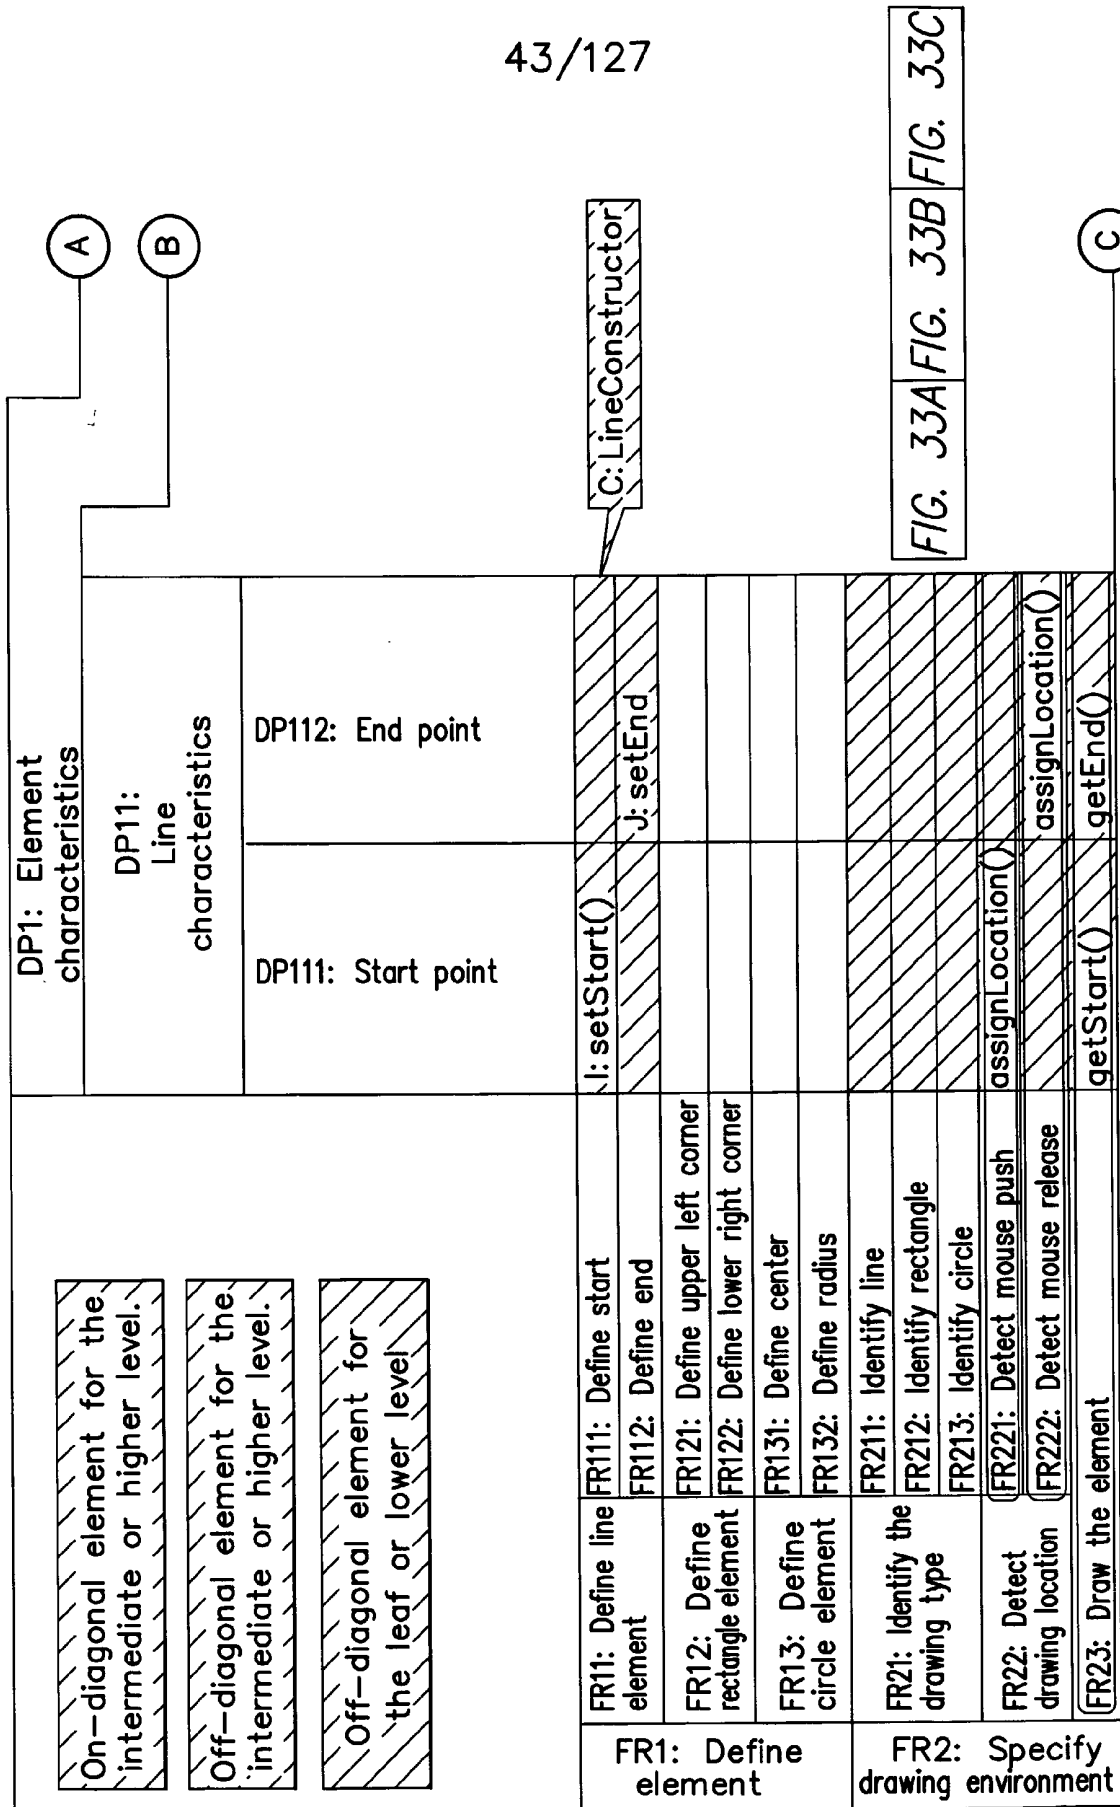 43/127
On-diagonal element for the
intermediate or higher level.
Off-diagonal element for the
intermediate or higher level.
Off-diagonal element for
the leaf or lower level
DP1: Element
characteristics
A
DP11:
Line
characteristics
B
DP111: Start point
DP112: End point
FR1: Define
element
FR11: Define line
element
FR111: Define start
I: setStart()
C: LineConstructor
FR112: Define end
J: setEnd
FR12: Define
rectangle element
FR121: Define upper left corner
FR122: Define lower right corner
FR13: Define
circle element
FR131: Define center
FR132: Define radius
FR2: Specify
drawing environment
FR21: Identify the
drawing type
FR211: Identify line
FR212: Identify rectangle
FR213: Identify circle
FR22: Detect
drawing location
FR221: Detect mouse push
assignLocation()
FR222: Detect mouse release
assignLocation()
FR23: Draw the element
getStart()
getEnd()
C
FIG. 33A FIG. 33B FIG. 33C